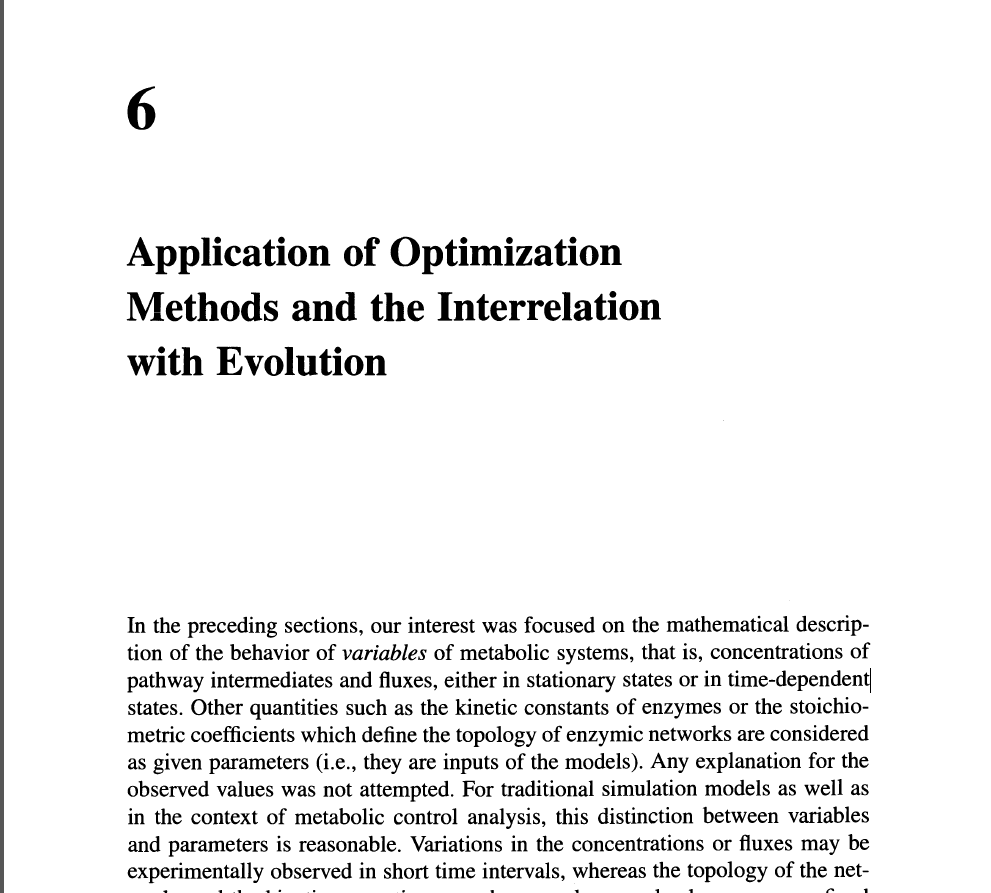 6
Application of Optimization
Methods and the Interrelation
with Evolution
In the preceding sections, our interest was focused on the mathematical descrip-
tion of the behavior of variables of metabolic systems, that is, concentrations of
pathway intermediates and fluxes, either in stationary states or in time-dependent
states. Other quantities such as the kinetic constants of enzymes or the stoichio-
metric coefficients which define the topology of enzymic networks are considered
as given parameters (i.e., they are inputs of the models). Any explanation for the
observed values was not attempted. For traditional simulation models as well as
in the context of metabolic control analysis, this distinction between variables
and parameters is reasonable. Variations in the concentrations or fluxes may be
experimentally observed in short time intervals, whereas the topology of the net-